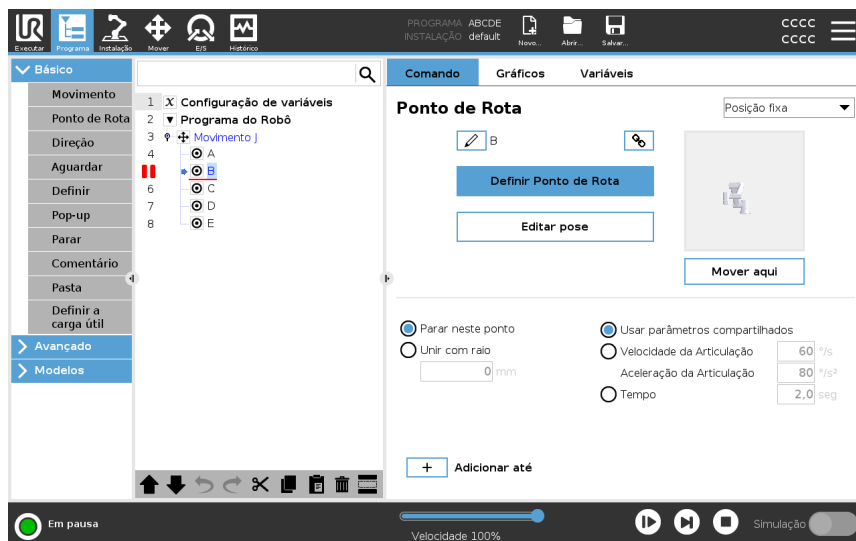 UR
PROGRAMA ABCDE
INSTALAÇÃO default
Executar Programa Instalação Mover E/S Histórico
Novo... Abrir... Salvar...
CCCC
CCCC
Básico
Movimento
Ponto de Rota
Direção
Aguardar
Definir
Pop-up
Parar
Comentário
Pasta
Definir a
carga útil
Avançado
Modelos
1 X Configuração de variáveis
2 Programa do Robô
3 Movimento J
4 A
B
6 C
7 D
8 E
Comando Gráficos Variáveis
Ponto de Rota
Posição fixa
B
Definir Ponto de Rota
Editar pose
Mover aqui
Parar neste ponto
Unir com raio
0 mm
Usar parâmetros compartilhados
Velocidade da Articulação 60 °/s
Aceleração da Articulação 80 °/s²
Tempo 2,0 seg
+ Adicionar até
Em pausa
Velocidade 100%
Simulação